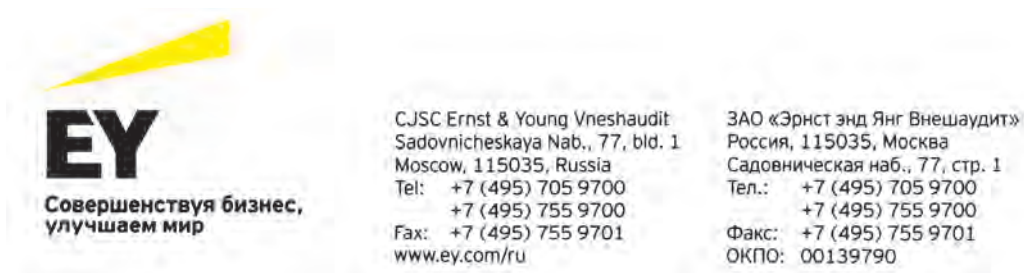 EY
Совершенствуя бизнес,
улучшаем мир
CJSC Ernst & Young Vneshaudit
Sadovnicheskaya Nab., 77, bld. 1
Moscow, 115035, Russia
Tel: +7 (495) 705 9700
+7 (495) 755 9700
Fax: +7 (495) 755 9701
www.ey.com/ru
ЗАО «Эрнст энд Янг Внешаудит»
Россия, 115035, Москва
Садовническая наб., 77, стр. 1
Тел.: +7 (495) 705 9700
+7 (495) 755 9700
Факс: +7 (495) 755 9701
ОКПО: 00139790